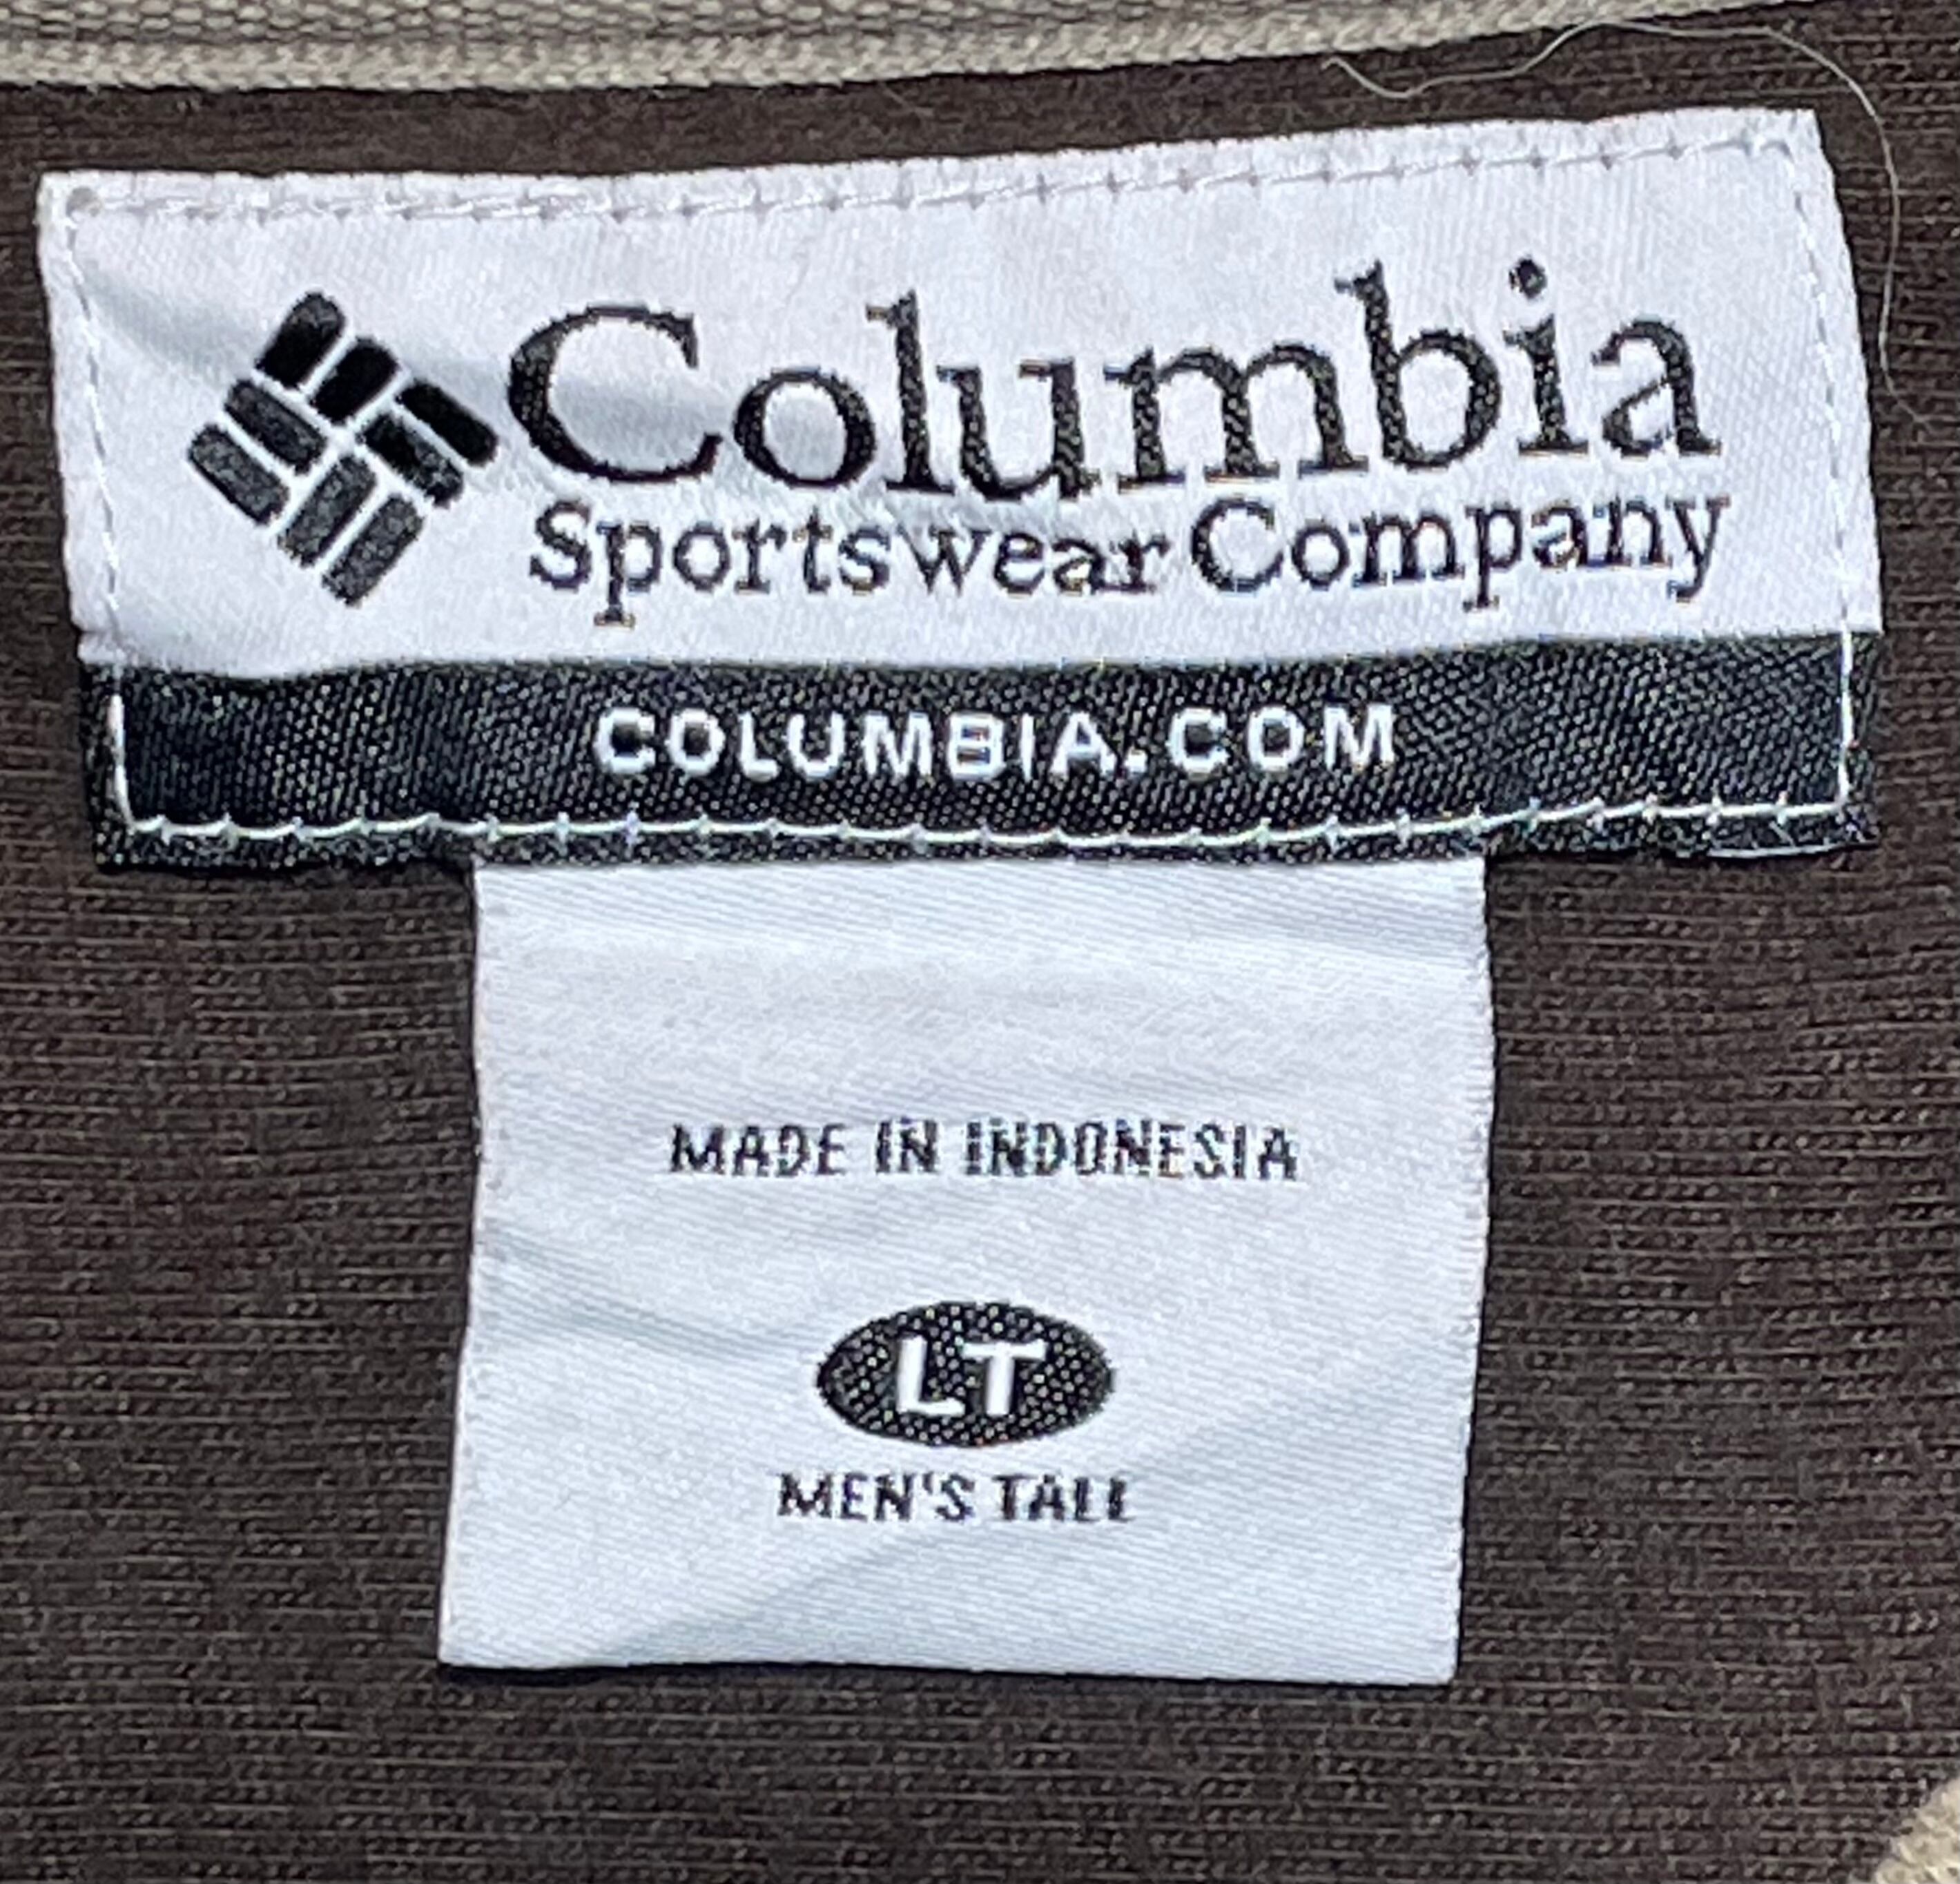 Columbia
Sportswear Company
COLUMBIA.COM
MADE IN INDONESIA
LT
MEN'S TALL